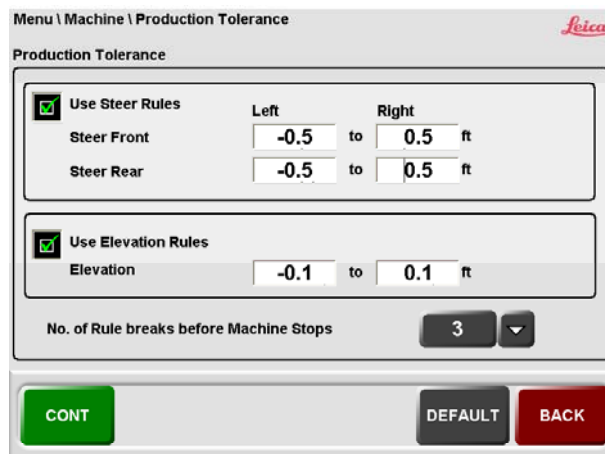 Menu \ Machine \ Production Tolerance
Leica
Production Tolerance
Use Steer Rules
Left Right
Steer Front -0.5 to 0.5 ft
Steer Rear -0.5 to 0.5 ft
Use Elevation Rules
Elevation -0.1 to 0.1 ft
No. of Rule breaks before Machine Stops 3
CONT DEFAULT BACK